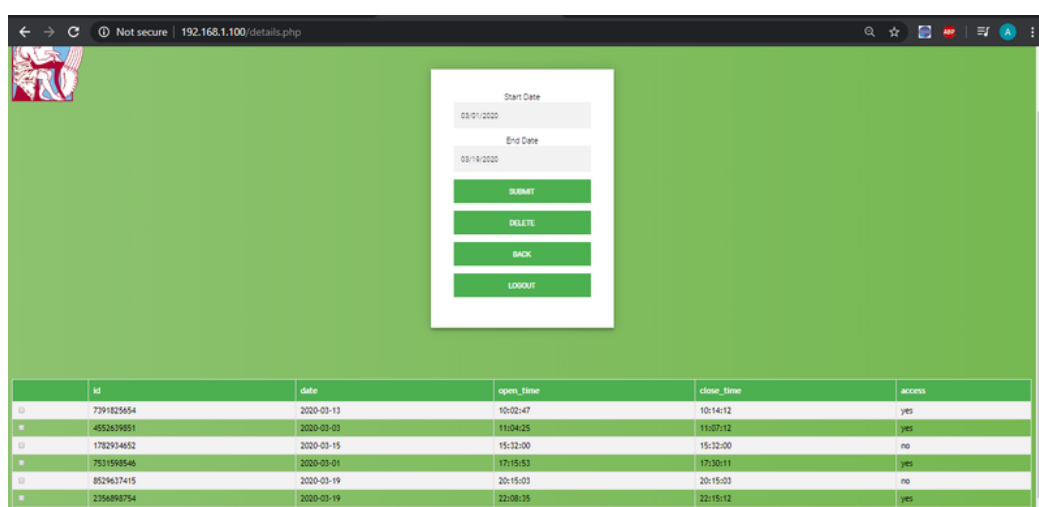 Not secure | 192.168.1.100/details.php
ABP
A
Start Date
03/01/2020
End Date
03/19/2020
SUBMIT
DELETE
BACK
LOGOUT
id date open_time close_time access
7391825654 2020-03-13 10:02:47 10:14:12 yes
4552639851 2020-03-03 11:04:25 11:07:12 yes
1782934652 2020-03-15 15:32:00 15:32:00 no
7531598546 2020-03-01 17:15:53 17:30:11 yes
8529637415 2020-03-19 20:15:03 20:15:03 no
2356898754 2020-03-19 22:08:35 22:15:12 yes